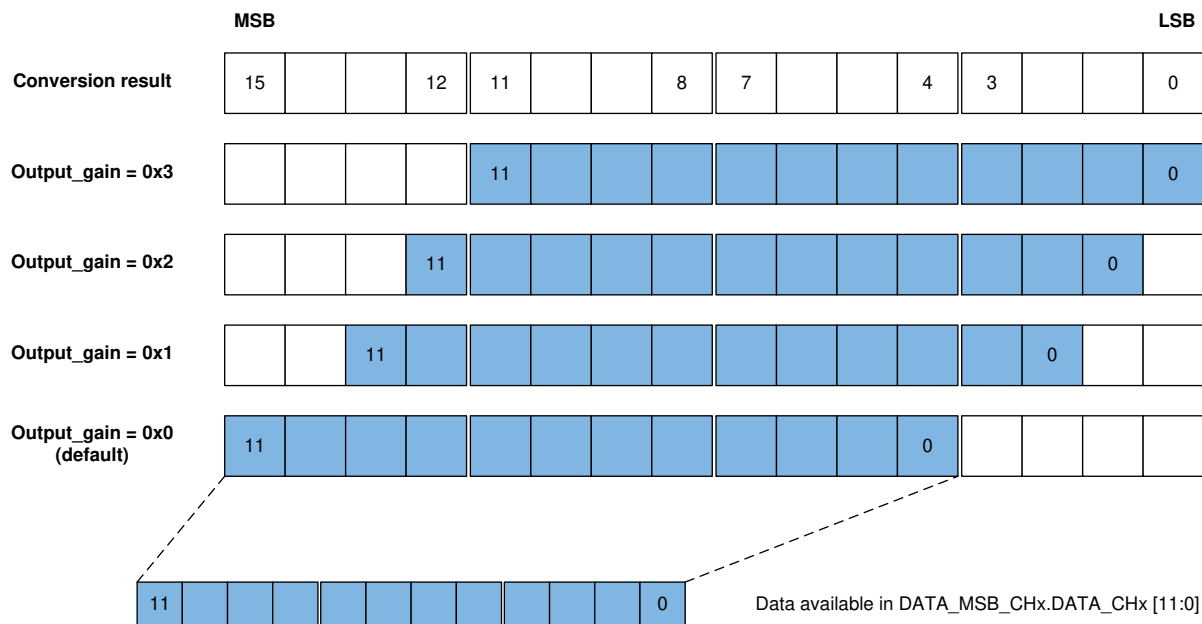 MSB LSB
Conversion result 15 12 11 8 7 4 3 0
Output_gain = 0x3 11 0
Output_gain = 0x2 11 0
Output_gain = 0x1 11 0
Output_gain = 0x0
(default) 11 0
11 0 Data available in DATA_MSB_CHx.DATA_CHx [11:0]